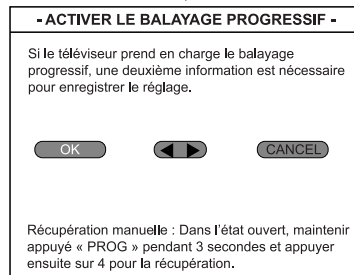 - ACTIVER LE BALAYAGE PROGRESSIF -
Si le téléviseur prend en charge le balayage
progressif, une deuxième information est nécessaire
pour enregistrer le réglage.
OK
CANCEL
Récupération manuelle : Dans l'état ouvert, maintenir
appuyé « PROG » pendant 3 secondes et appuyer
ensuite sur 4 pour la récupération.